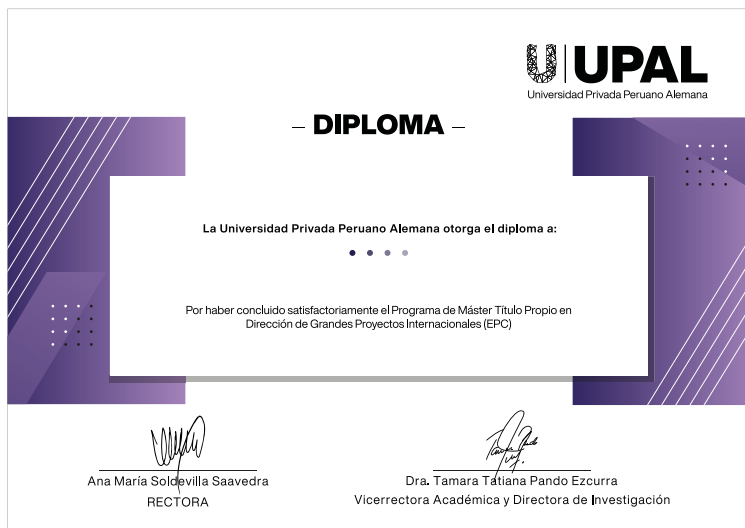 UPAL
Universidad Privada Peruano Alemana
– DIPLOMA –
La Universidad Privada Peruano Alemana otorga el diploma a:
Por haber concluido satisfactoriamente el Programa de Máster Título Propio en
Dirección de Grandes Proyectos Internacionales (EPC)
Ana María Soldevilla Saavedra
RECTORA
Dra. Tamara Tatiana Pando Ezcurra
Vicerrectora Académica y Directora de Investigación